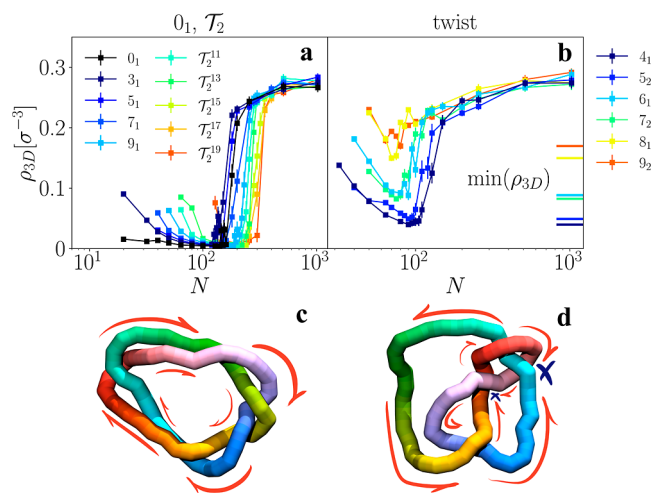 0₁, 𝒯₂
twist
a
b
0.3
0.2
0.1
0
ρ₃D[σ⁻³]
0₁
3₁
5₁
7₁
9₁
𝒯₂¹¹
𝒯₂¹³
𝒯₂¹⁵
𝒯₂¹⁷
𝒯₂¹⁹
min(ρ₃D)
4₁
5₂
6₁
7₂
8₁
9₂
10¹
10²
10³
N
10²
10³
N
c
d